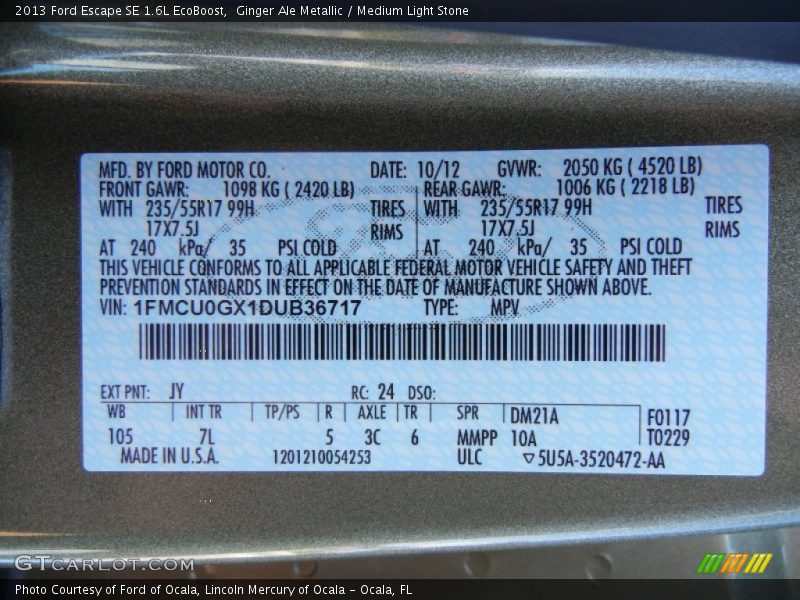 2013 Ford Escape SE 1.6L EcoBoost, Ginger Ale Metallic / Medium Light Stone
MFD. BY FORD MOTOR CO. DATE: 10/12 GVWR: 2050 KG ( 4520 LB)
FRONT GAWR: 1098 KG ( 2420 LB) REAR GAWR: 1006 KG ( 2218 LB)
WITH 235/55R17 99H TIRES WITH 235/55R17 99H TIRES
17X7.5J RIMS 17X7.5J RIMS
AT 240 kPa/ 35 PSI COLD AT 240 kPa/ 35 PSI COLD
THIS VEHICLE CONFORMS TO ALL APPLICABLE FEDERAL MOTOR VEHICLE SAFETY AND THEFT
PREVENTION STANDARDS IN EFFECT ON THE DATE OF MANUFACTURE SHOWN ABOVE.
VIN: 1FMCU0GX1DUB36717 TYPE: MPV
EXT PNT: JY RC: 24 DSO:
WB INT TR TP/PS R AXLE TR SPR DM21A F0117
105 7L 5 3C 6 MMPP 10A T0229
MADE IN U.S.A. 1201210054253 ULC ▽5U5A-3520472-AA
GTCARLOT.COM
Photo Courtesy of Ford of Ocala, Lincoln Mercury of Ocala - Ocala, FL